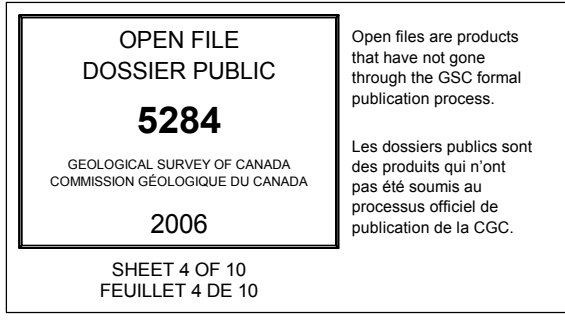 OPEN FILE
DOSSIER PUBLIC
5284
GEOLOGICAL SURVEY OF CANADA
COMMISSION GÉOLOGIQUE DU CANADA
2006
SHEET 4 OF 10
FEUILLET 4 DE 10
Open files are products
that have not gone
through the GSC formal
publication process.
Les dossiers publics sont
des produits qui n'ont
pas été soumis au
processus officiel de
publication de la CGC.